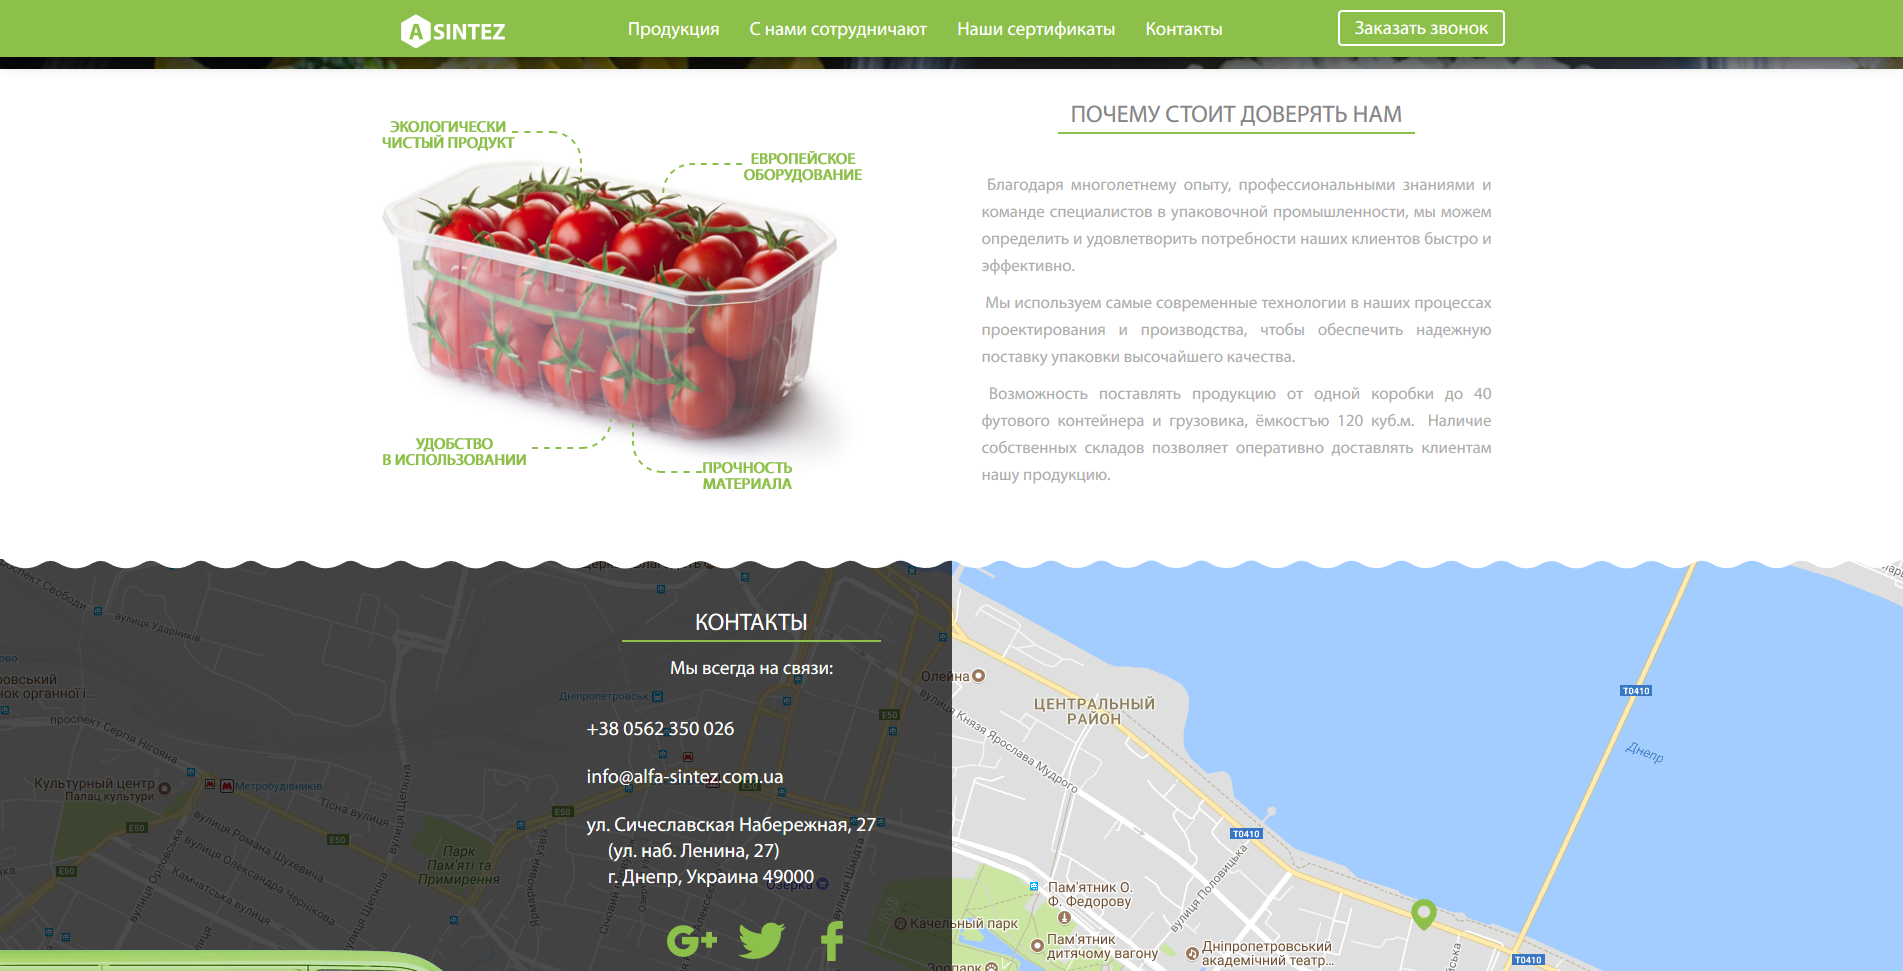 A SINTEZ
Продукция
С нами сотрудничают
Наши сертификаты
Контакты
Заказать звонок
ЭКОЛОГИЧЕСКИ
ЧИСТЫЙ ПРОДУКТ
ЕВРОПЕЙСКОЕ
ОБОРУДОВАНИЕ
УДОБСТВО
В ИСПОЛЬЗОВАНИИ
ПРОЧНОСТЬ
МАТЕРИАЛА
ПОЧЕМУ СТОИТ ДОВЕРЯТЬ НАМ
Благодаря многолетнему опыту, профессиональными знаниями и
команде специалистов в упаковочной промышленности, мы можем
определить и удовлетворить потребности наших клиентов быстро и
эффективно.
Мы используем самые современные технологии в наших процессах
проектирования и производства, чтобы обеспечить надежную
поставку упаковки высочайшего качества.
Возможность поставлять продукцию от одной коробки до 40
футового контейнера и грузовика, ёмкостъю 120 куб.м. Наличие
собственных складов позволяет оперативно доставлять клиентам
нашу продукцию.
КОНТАКТЫ
Мы всегда на связи:
+38 0562 350 026
info@alfa-sintez.com.ua
ул. Сичеславская Набережная, 27
(ул. наб. Ленина, 27)
г. Днепр, Украина 49000
проспект Свободи
вулиця Ударників
Дніпропетровськ
проспект Сергія Нігояна
Культурный центр
Палац культури
Метробудівників
Тісна вулиця
вулиця Щепкіна
вулиця Щепкіна
E50
E50
E50
E50
E50
E50
вулиця Романа Шухевича
вулиця Олександра Чернікова
Камчатська вулиця
вулиця Орловська
Парк
Пам'яті та
Примирення
Озерка
Качельный парк
Зоопарк
Олейна
вулиця Князя Ярослава Мудрого
ЦЕНТРАЛЬНЫЙ
РАЙОН
Днепр
T0410
T0410
T0410
вулиця Половицька
Пам'ятник О.
Ф. Федорову
Пам'ятник
дитячому вагону
Дніпропетровський
академічний театр...